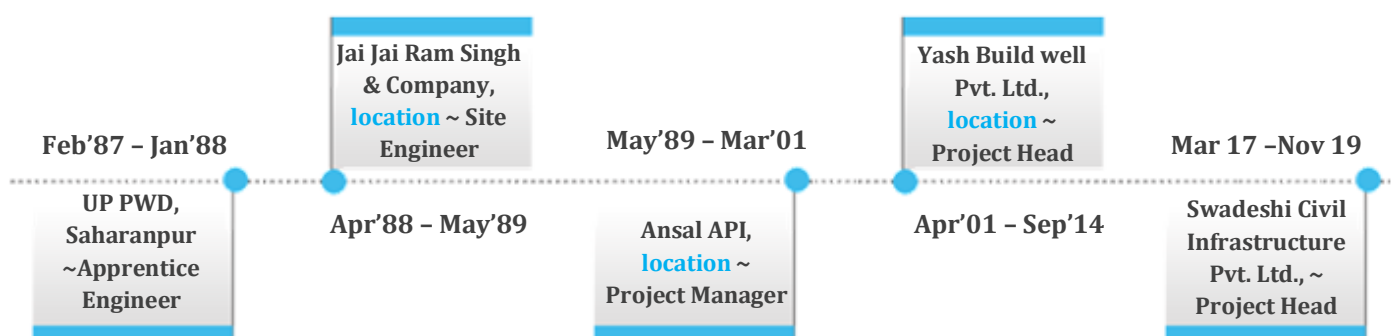 Feb’87 – Jan’88
UP PWD,
Saharanpur
~Apprentice
Engineer
Jai Jai Ram Singh
& Company,
location ~ Site
Engineer
Apr’88 – May’89
May’89 – Mar’01
Ansal API,
location ~
Project Manager
Yash Build well
Pvt. Ltd.,
location ~
Project Head
Apr’01 – Sep’14
Mar 17 –Nov 19
Swadeshi Civil
Infrastructure
Pvt. Ltd., ~
Project Head